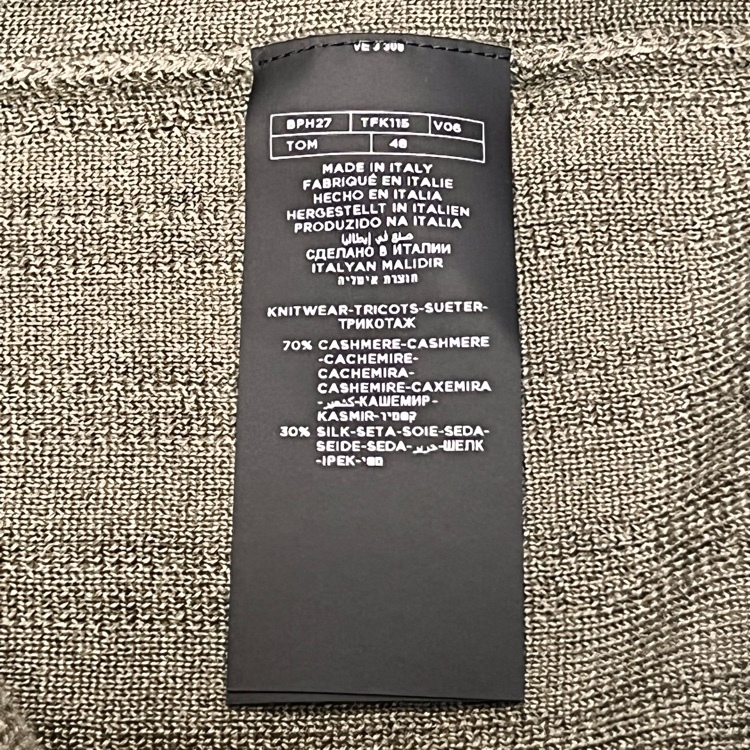 VE 3 308
BPH27 TFK115 V06
TOM 48
MADE IN ITALY
FABRIQUÉ EN ITALIE
HECHO EN ITALIA
HERGESTELLT IN ITALIEN
PRODUZIDO NA ITALIA
صنع في إيطاليا
СДЕЛАНО В ИТАЛИИ
ITALYAN MALIDIR
תוצרת איטליה
KNITWEAR-TRICOTS-SUETER-
ТРИКОТАЖ
70% CASHMERE-CASHMERE
-CACHEMIRE-
CACHEMIRA-
CASHEMIRE-CAXEMIRA
-كشمير-КАШЕМИР-
KASMIR-קשמיר
30% SILK-SETA-SOIE-SEDA-
SEIDE-SEDA-حرير-ШЕЛК
-IPEK-משי